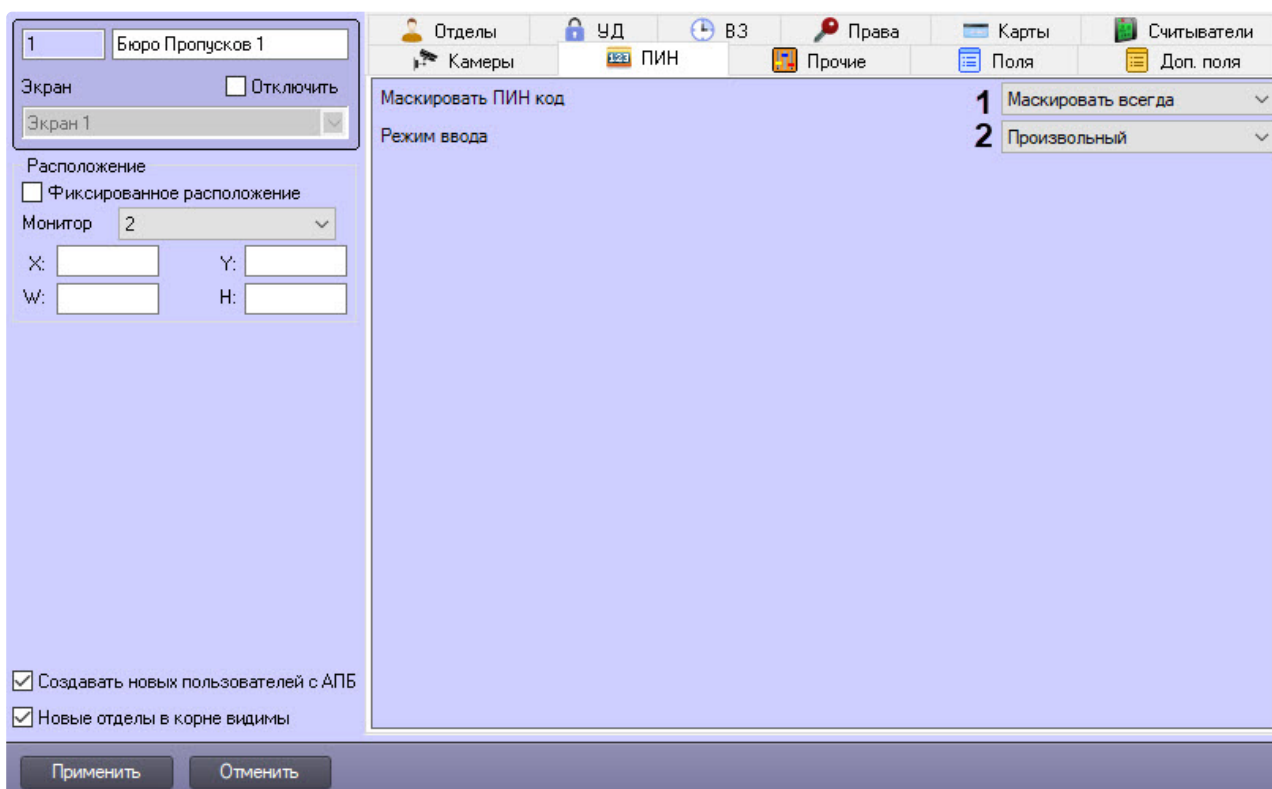 1 Бюро Пропусков 1
Экран Отключить
Экран 1
Расположение
Фиксированное расположение
Монитор 2
X: Y:
W: H:
Создавать новых пользователей с АПБ
Новые отделы в корне видимы
Отделы УД ВЗ Права Карты Считыватели
Камеры 123 ПИН Прочие Поля Доп. поля
Маскировать ПИН код 1 Маскировать всегда
Режим ввода 2 Произвольный
Применить Отменить